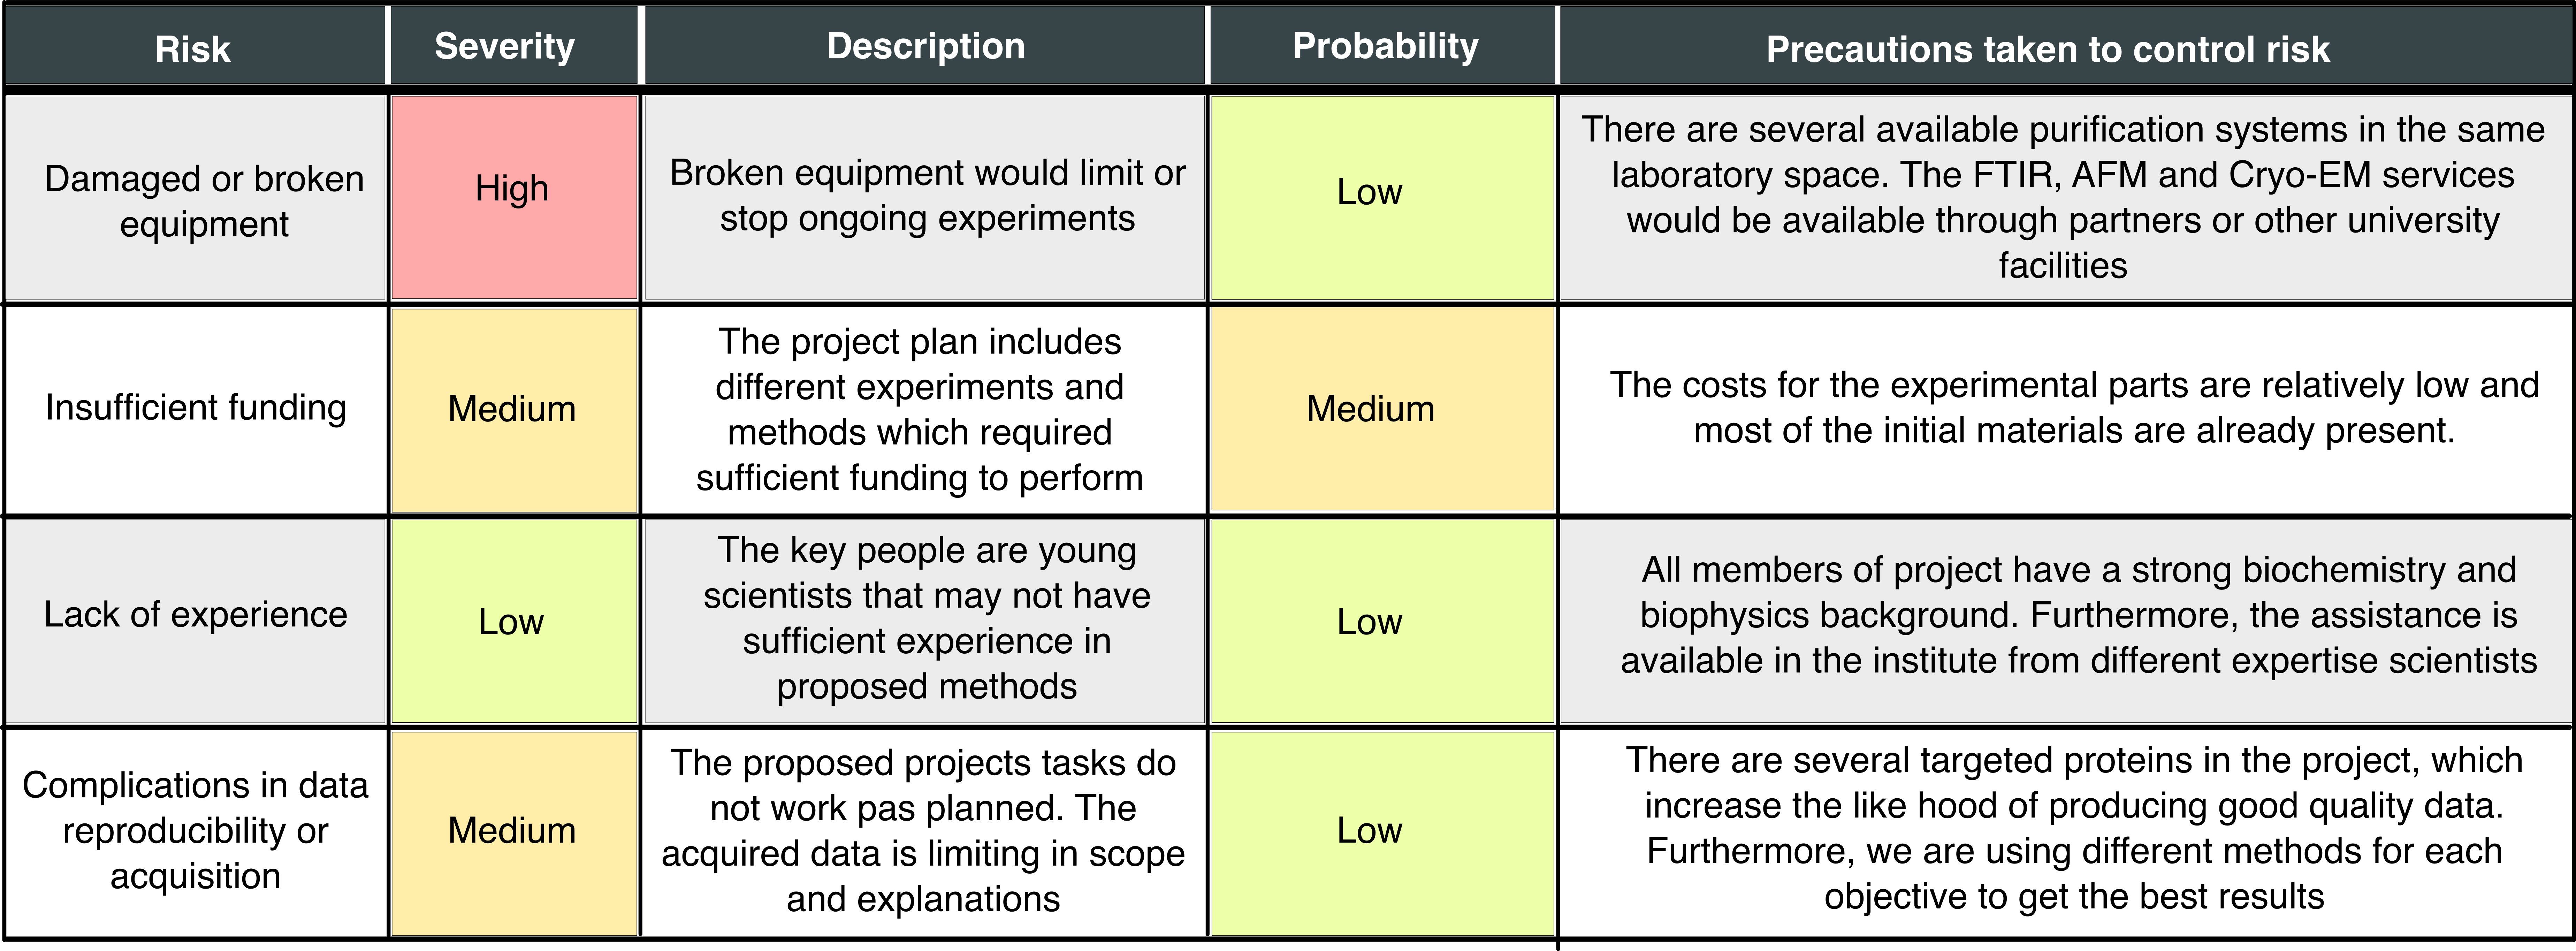 Risk
Severity
Description
Probability
Precautions taken to control risk
Damaged or broken
equipment
High
Broken equipment would limit or
stop ongoing experiments
Low
There are several available purification systems in the same
laboratory space. The FTIR, AFM and Cryo-EM services
would be available through partners or other university
facilities
Insufficient funding
Medium
The project plan includes
different experiments and
methods which required
sufficient funding to perform
Medium
The costs for the experimental parts are relatively low and
most of the initial materials are already present.
Lack of experience
Low
The key people are young
scientists that may not have
sufficient experience in
proposed methods
Low
All members of project have a strong biochemistry and
biophysics background. Furthermore, the assistance is
available in the institute from different expertise scientists
Complications in data
reproducibility or
acquisition
Medium
The proposed projects tasks do
not work pas planned. The
acquired data is limiting in scope
and explanations
Low
There are several targeted proteins in the project, which
increase the like hood of producing good quality data.
Furthermore, we are using different methods for each
objective to get the best results